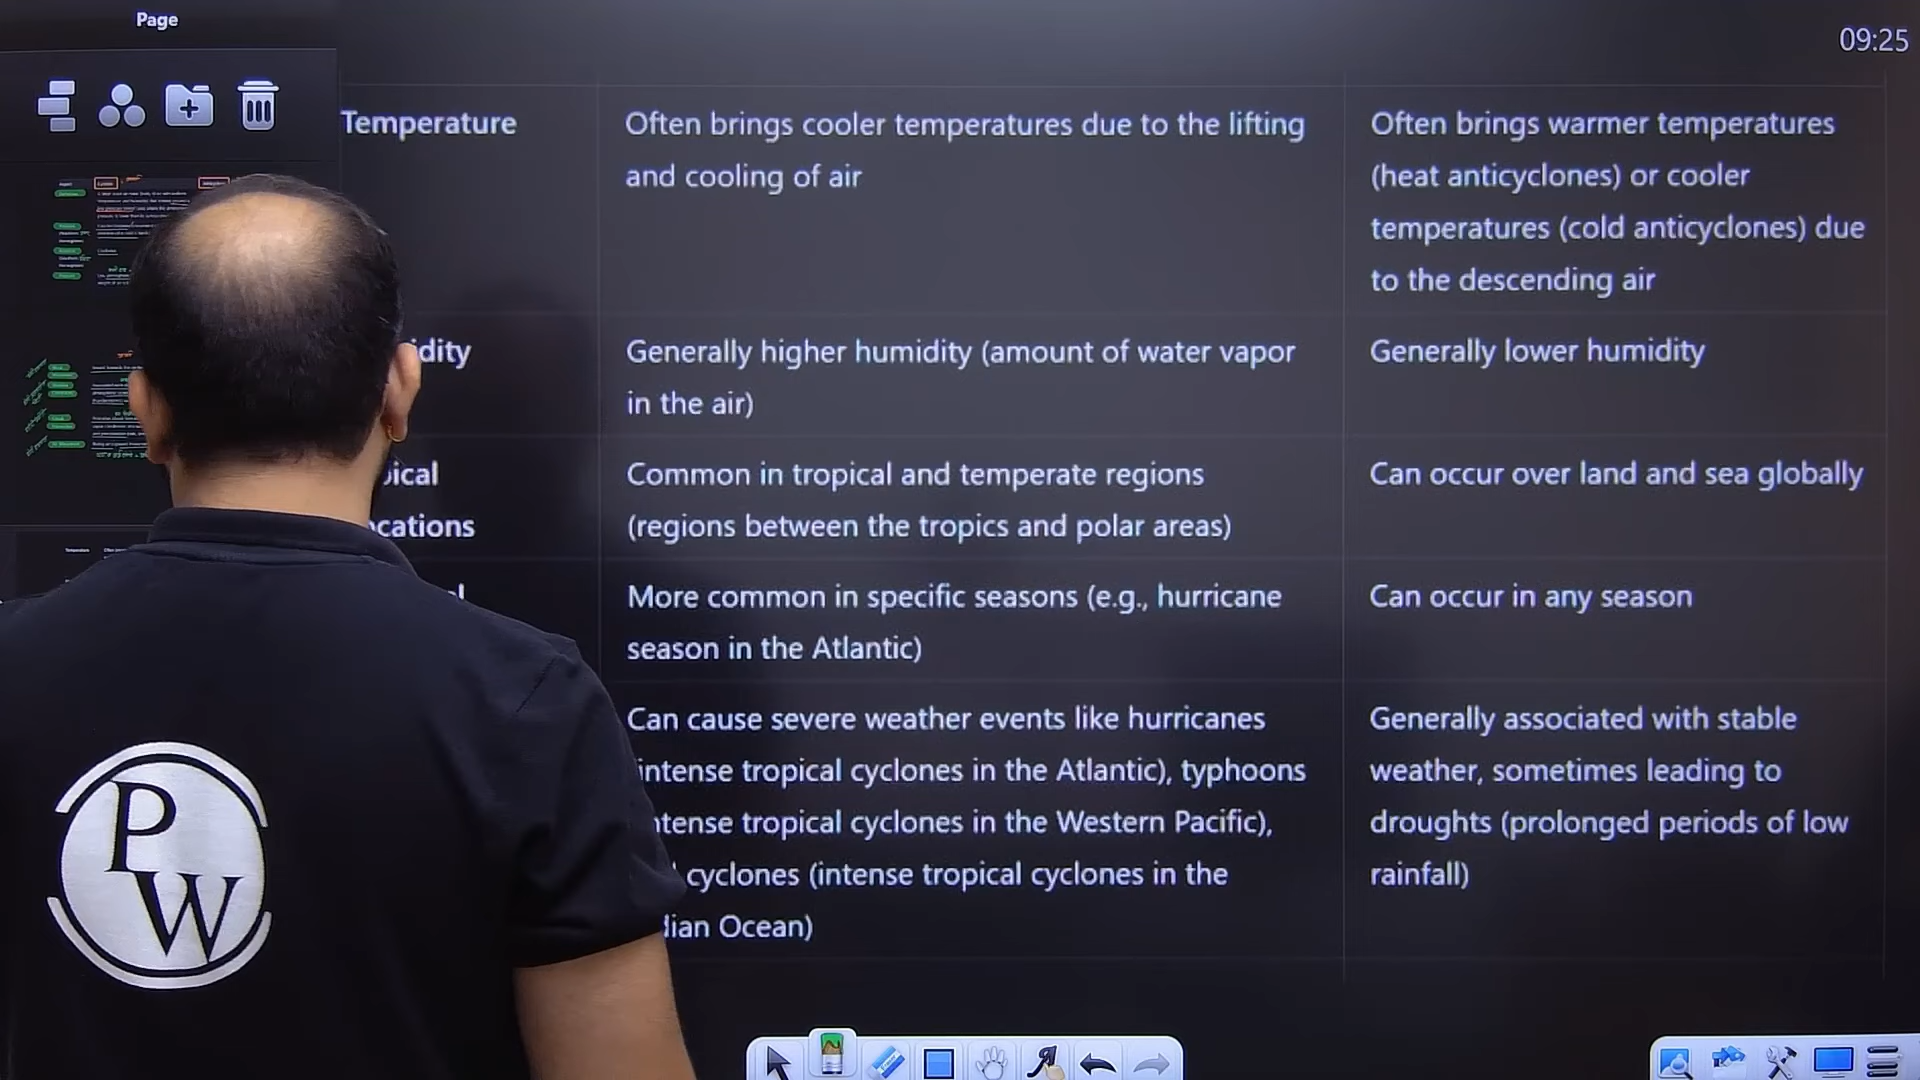 Page
09:25
Temperature
Often brings cooler temperatures due to the lifting
and cooling of air
Often brings warmer temperatures
(heat anticyclones) or cooler
temperatures (cold anticyclones) due
to the descending air
idity
Generally higher humidity (amount of water vapor
in the air)
Generally lower humidity
pical
cations
Common in tropical and temperate regions
(regions between the tropics and polar areas)
Can occur over land and sea globally
More common in specific seasons (e.g., hurricane
season in the Atlantic)
Can occur in any season
Can cause severe weather events like hurricanes
intense tropical cyclones in the Atlantic), typhoons
ntense tropical cyclones in the Western Pacific),
cyclones (intense tropical cyclones in the
dian Ocean)
Generally associated with stable
weather, sometimes leading to
droughts (prolonged periods of low
rainfall)
PW